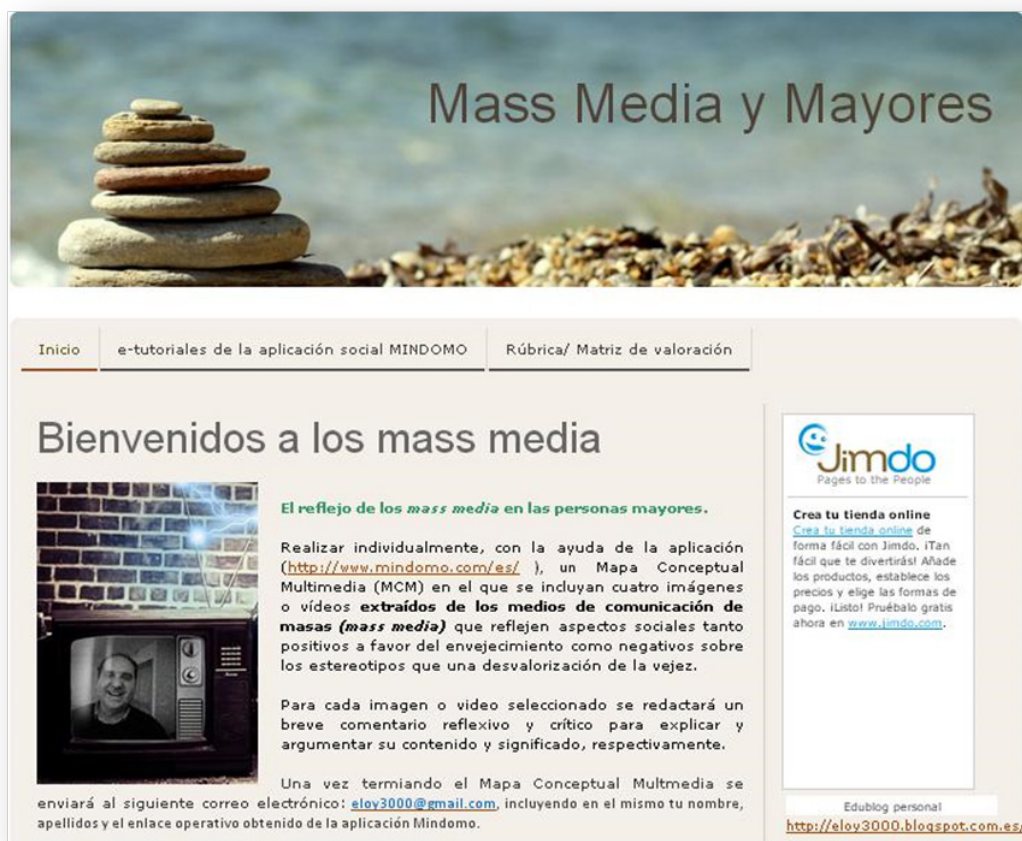 Mass Media y Mayores
Inicio
e-tutoriales de la aplicación social MINDOMO
Rúbrica/ Matriz de valoración
Bienvenidos a los mass media
El reflejo de los mass media en las personas mayores.
Realizar individualmente, con la ayuda de la aplicación
(http://www.mindomo.com/es/ ), un Mapa Conceptual
Multimedia (MCM) en el que se incluyan cuatro imágenes
o vídeos extraídos de los medios de comunicación de
masas (mass media) que reflejen aspectos sociales tanto
positivos a favor del envejecimiento como negativos sobre
los estereotipos que una desvalorización de la vejez.
Para cada imagen o video seleccionado se redactará un
breve comentario reflexivo y crítico para explicar y
argumentar su contenido y significado, respectivamente.
Una vez termiando el Mapa Conceptual Multmedia se
enviará al siguiente correo electrónico: eloy3000@gmail.com, incluyendo en el mismo tu nombre,
apellidos y el enlace operativo obtenido de la aplicación Mindomo.
Jimdo
Pages to the People
Crea tu tienda online
Crea tu tienda online de
forma fácil con Jimdo. ¡Tan
fácil que te divertirás! Añade
los productos, establece los
precios y elige las formas de
pago. ¡Listo! Pruébalo gratis
ahora en www.jimdo.com.
Edublog personal
http://eloy3000.blogspot.com.es/